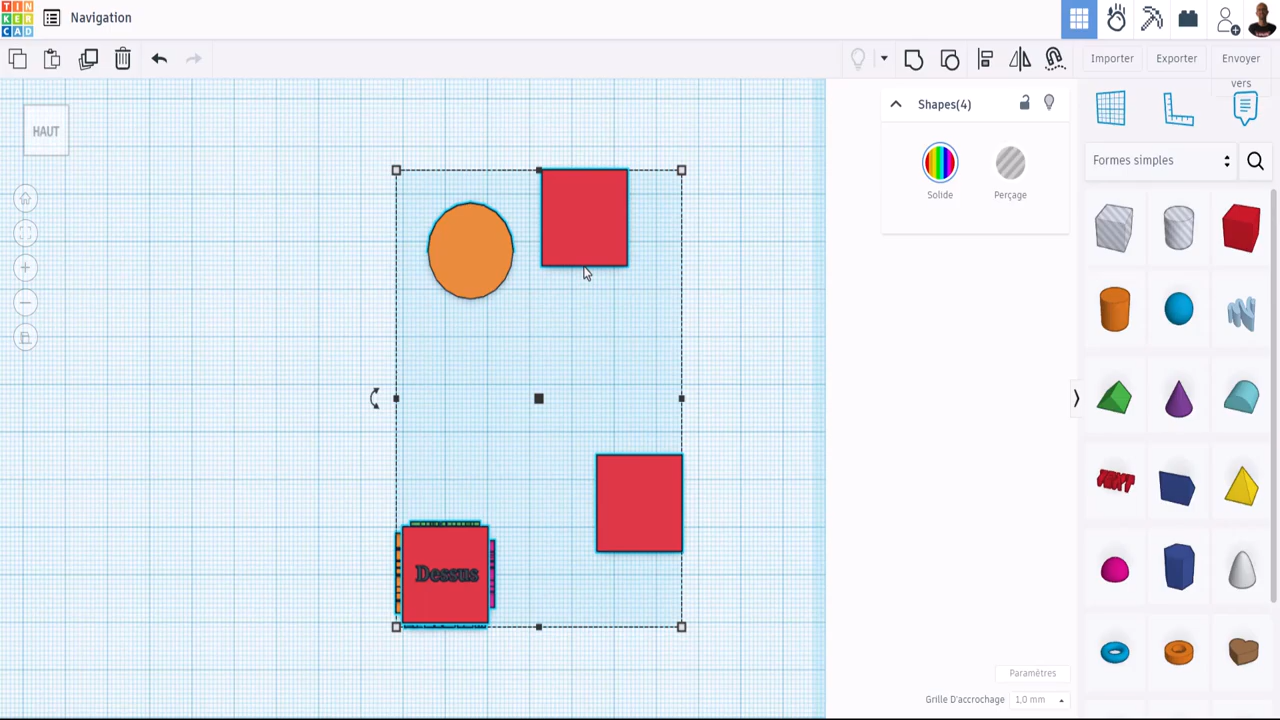 TIN
KER
CAD
Navigation
Importer
Exporter
Envoyer vers
HAUT
Shapes(4)
Solide
Perçage
Formes simples
TEXT
Dessus
Paramètres
Grille D'accrochage
1,0 mm